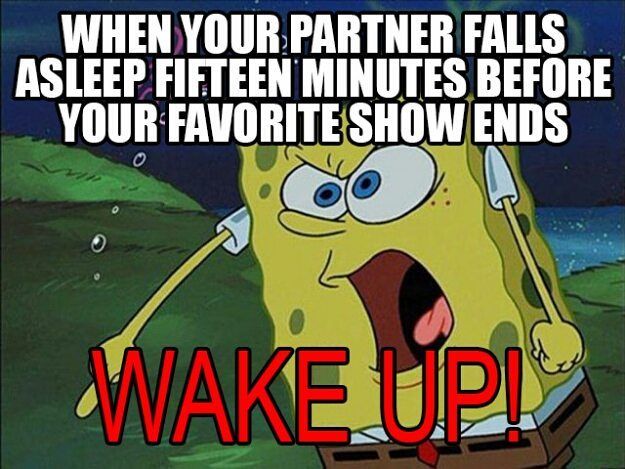 WHEN YOUR PARTNER FALLS
ASLEEP FIFTEEN MINUTES BEFORE
YOUR FAVORITE SHOW ENDS
WAKE UP!